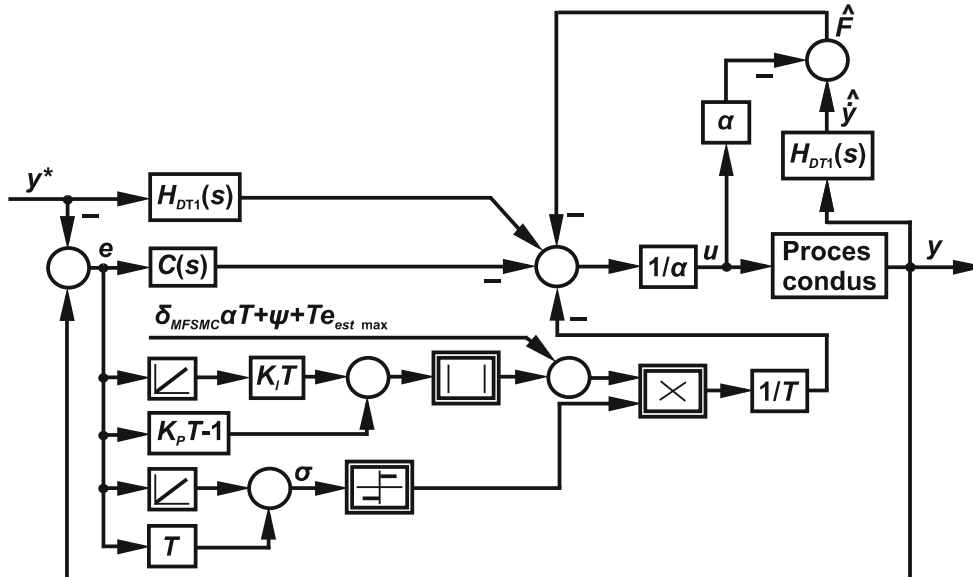 F̂
−
α
ŷ̇
H_DT1(s)
y*
−
H_DT1(s)
−
−
e
C(s)
−
1/α
u
Proces
condus
y
−
δ_MFSMC αT+ψ+Te_est max
K_I T
| |
×
1/T
K_P T-1
σ
T